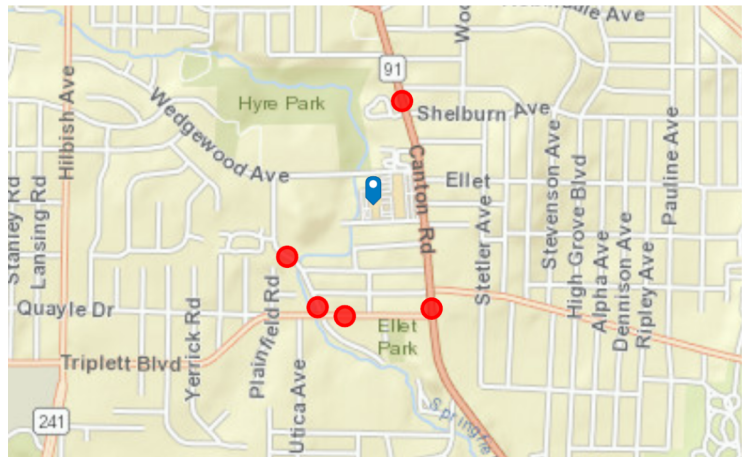 Ave
Woo
91
Hyre Park
Shelburn Ave
Wedgewood Ave
Hilbish Ave
Canton Rd
Ellet
Stanley Rd
Lansing Rd
Stetler Ave
Stevenson Ave
High Grove Blvd
Alpha Ave
Dennison Ave
Ripley Ave
Pauline Ave
Quayle Dr
Yerrick Rd
Plainfield Rd
Utica Ave
Ellet
Park
Triplett Blvd
241
Springfie